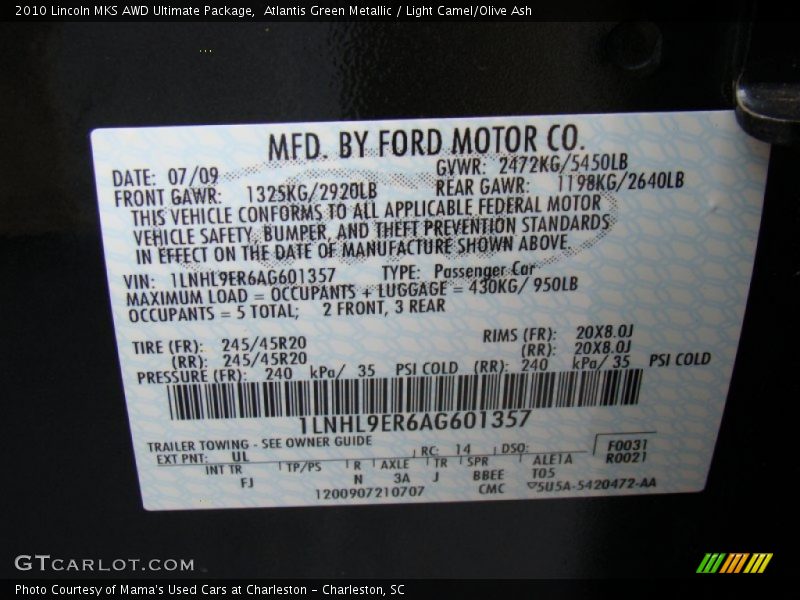 2010 Lincoln MKS AWD Ultimate Package,  Atlantis Green Metallic / Light Camel/Olive Ash
MFD. BY FORD MOTOR CO.
DATE: 07/09 GVWR: 2472KG/5450LB
FRONT GAWR: 1325KG/2920LB REAR GAWR: 1198KG/2640LB
THIS VEHICLE CONFORMS TO ALL APPLICABLE FEDERAL MOTOR
VEHICLE SAFETY, BUMPER, AND THEFT PREVENTION STANDARDS
IN EFFECT ON THE DATE OF MANUFACTURE SHOWN ABOVE.
VIN: 1LNHL9ER6AG601357 TYPE: Passenger Car
MAXIMUM LOAD = OCCUPANTS + LUGGAGE = 430KG/ 950LB
OCCUPANTS = 5 TOTAL; 2 FRONT, 3 REAR
TIRE (FR): 245/45R20 RIMS (FR): 20X8.0J
(RR): 245/45R20 (RR): 20X8.0J
PRESSURE (FR): 240 kPa/ 35 PSI COLD (RR): 240 kPa/ 35 PSI COLD
1LNHL9ER6AG601357
TRAILER TOWING - SEE OWNER GUIDE
EXT PNT: UL RC: 14 DSO: F0031
INT TR TP/PS R AXLE TR SPR ALE1A R0021
FJ N 3A J BBEE T05
1200907210707 CMC 5U5A-5420472-AA
GTCARLOT.COM
Photo Courtesy of Mama's Used Cars at Charleston - Charleston, SC